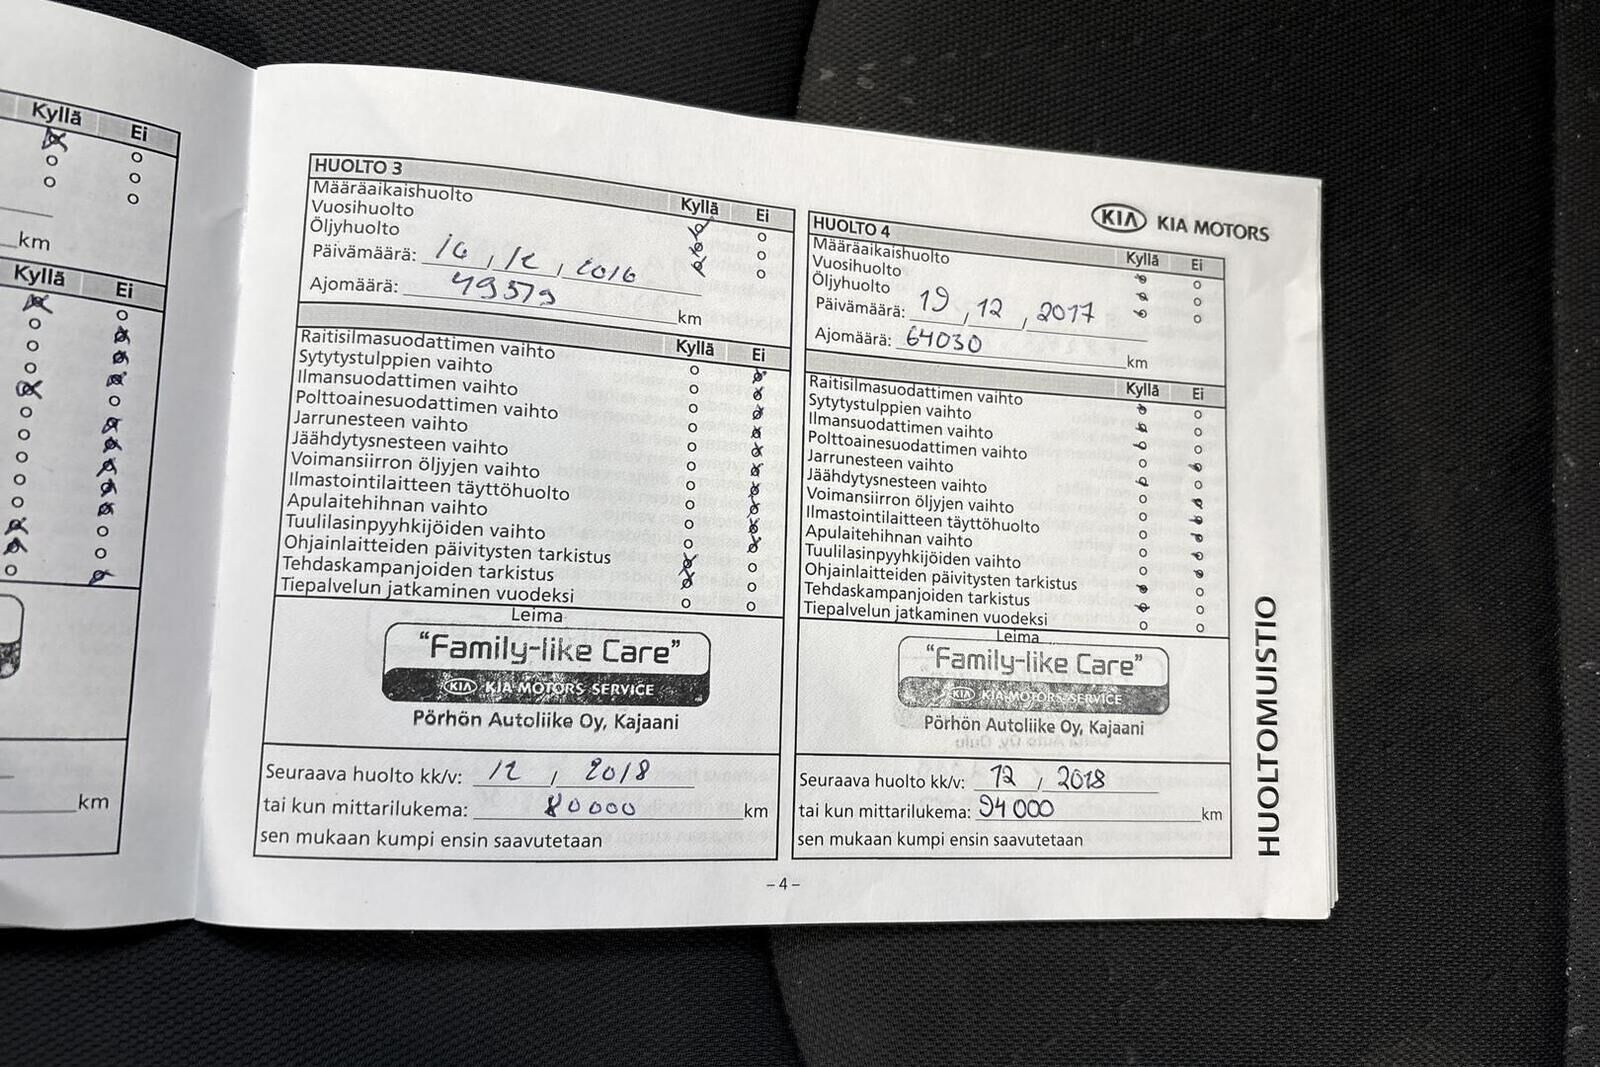 Kyllä Ei
km
Kyllä Ei
km
HUOLTO 3
Kyllä Ei
Määräaikaishuolto
Vuosihuolto
Öljyhuolto
Päivämäärä: 16, 12, 2016
Ajomäärä: 49579 km
Kyllä Ei
Raitisilmasuodattimen vaihto
Sytytystulppien vaihto
Ilmansuodattimen vaihto
Polttoainesuodattimen vaihto
Jarrunesteen vaihto
Jäähdytysnesteen vaihto
Voimansiirron öljyjen vaihto
Ilmastointilaitteen täyttöhuolto
Apulaitehihnan vaihto
Tuulilasinpyyhkijöiden vaihto
Ohjainlaitteiden päivitysten tarkistus
Tehdaskampanjoiden tarkistus
Tiepalvelun jatkaminen vuodeksi
Leima
"Family-like Care"
KIA KIA MOTORS SERVICE
Pörhön Autoliike Oy, Kajaani
Seuraava huolto kk/v: 12, 2018
tai kun mittarilukema: 80000 km
sen mukaan kumpi ensin saavutetaan
KIA KIA MOTORS
HUOLTO 4
Kyllä Ei
Määräaikaishuolto
Vuosihuolto
Öljyhuolto
Päivämäärä: 19, 12, 2017
Ajomäärä: 64030 km
Kyllä Ei
Raitisilmasuodattimen vaihto
Sytytystulppien vaihto
Ilmansuodattimen vaihto
Polttoainesuodattimen vaihto
Jarrunesteen vaihto
Jäähdytysnesteen vaihto
Voimansiirron öljyjen vaihto
Ilmastointilaitteen täyttöhuolto
Apulaitehihnan vaihto
Tuulilasinpyyhkijöiden vaihto
Ohjainlaitteiden päivitysten tarkistus
Tehdaskampanjoiden tarkistus
Tiepalvelun jatkaminen vuodeksi
Leima
"Family-like Care"
KIA KIA MOTORS SERVICE
Pörhön Autoliike Oy, Kajaani
Seuraava huolto kk/v: 12, 2018
tai kun mittarilukema: 94000 km
sen mukaan kumpi ensin saavutetaan
HUOLTOMUISTIO
- 4 -